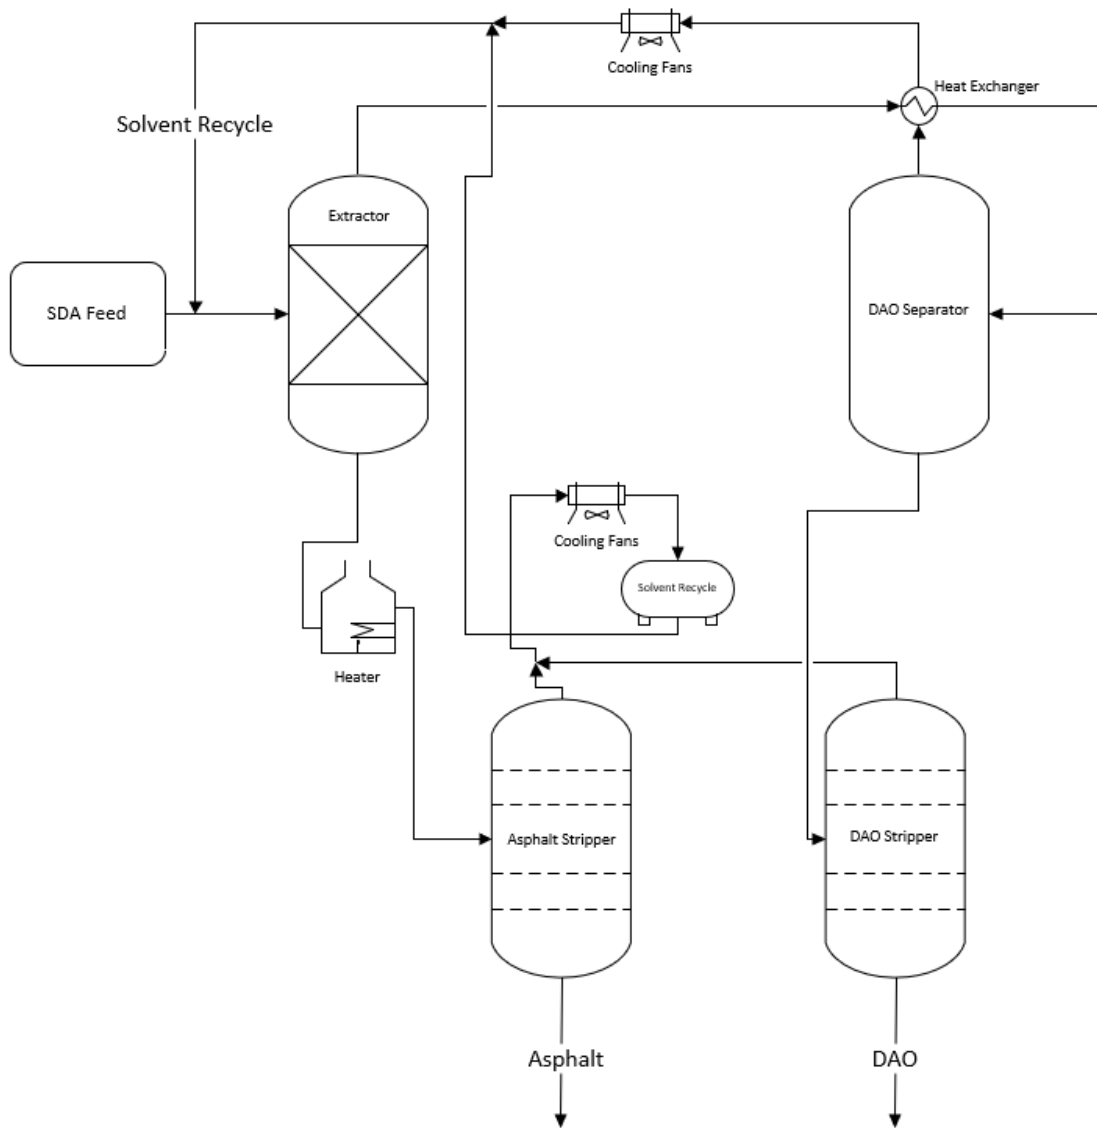 Cooling Fans
Heat Exchanger
Solvent Recycle
Extractor
SDA Feed
DAO Separator
Cooling Fans
Solvent Recycle
Heater
Asphalt Stripper
DAO Stripper
Asphalt
DAO